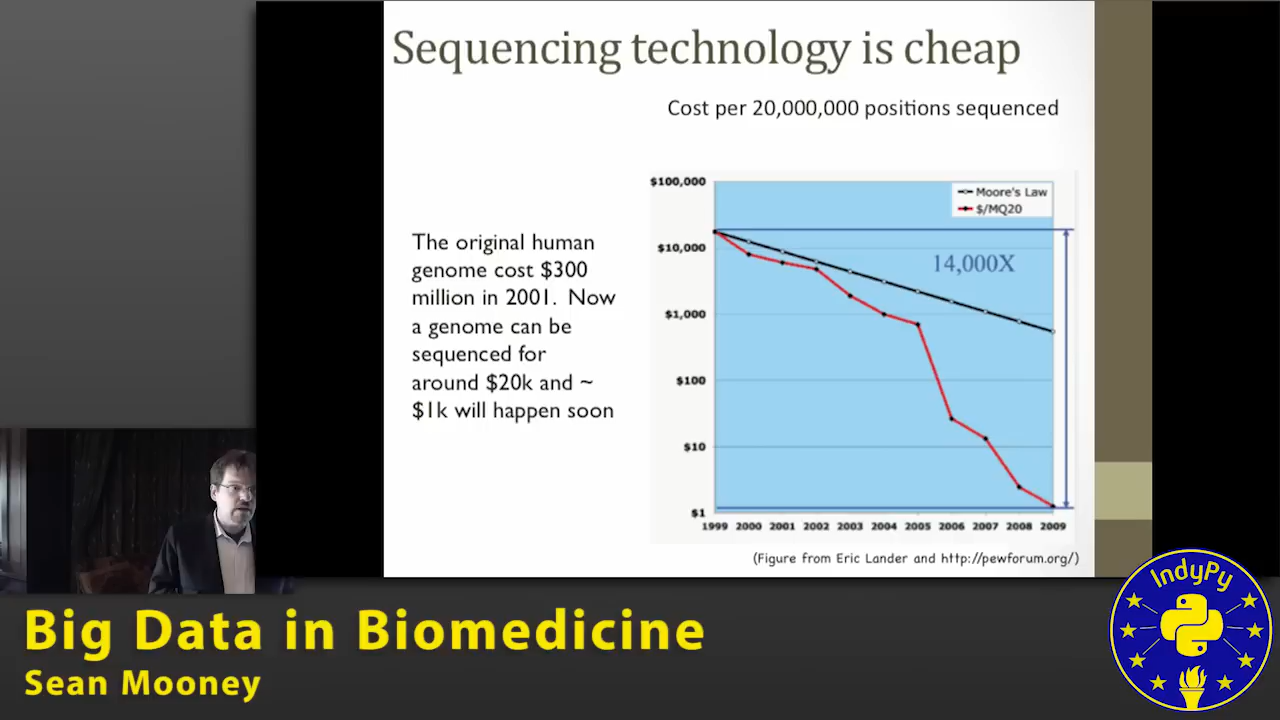 Sequencing technology is cheap
Cost per 20,000,000 positions sequenced
The original human
genome cost $300
million in 2001. Now
a genome can be
sequenced for
around $20k and ~
$1k will happen soon
$100,000
$10,000
$1,000
$100
$10
$1
Moore's Law
$/MQ20
14,000X
1999 2000 2001 2002 2003 2004 2005 2006 2007 2008 2009
(Figure from Eric Lander and http://pewforum.org/)
Big Data in Biomedicine
Sean Mooney
IndyPy